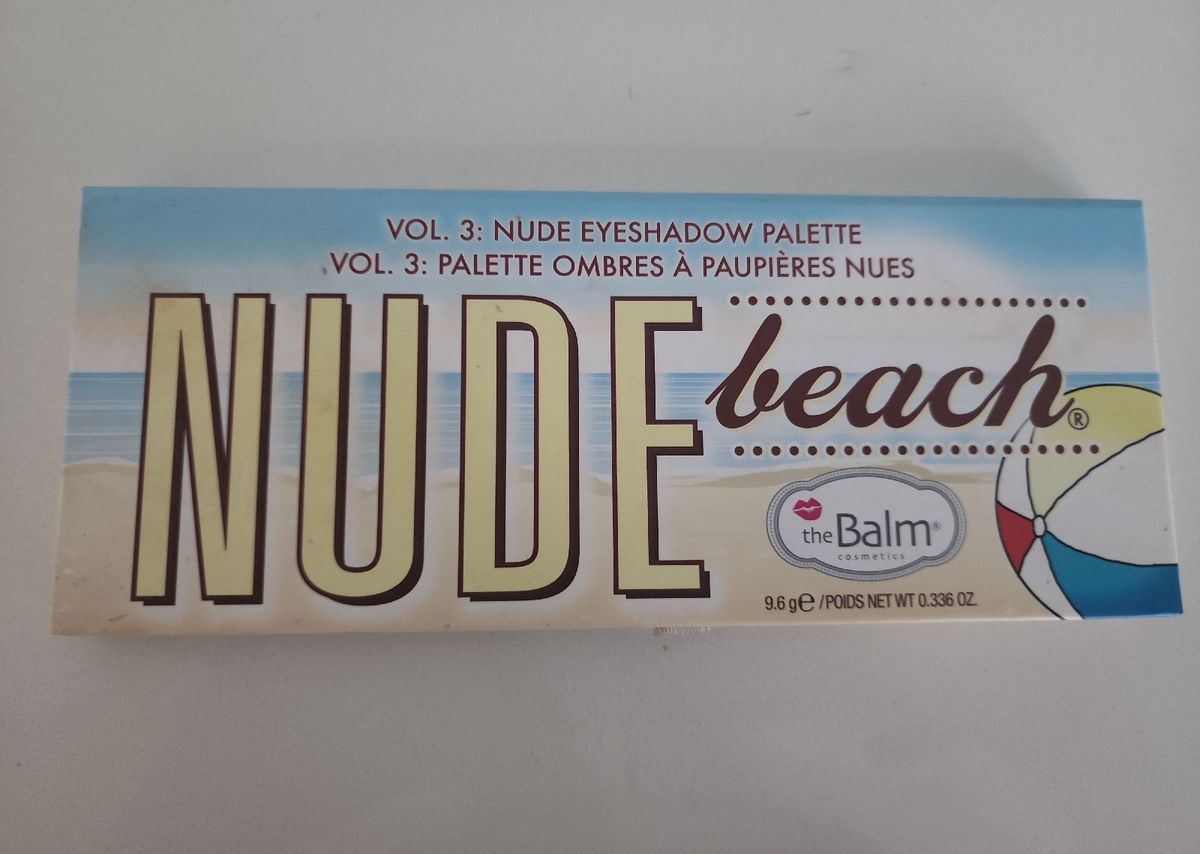 VOL. 3: NUDE EYESHADOW PALETTE
VOL. 3: PALETTE OMBRES À PAUPIÈRES NUES
NUDE beach®
the Balm®
cosmetics
9.6 g℮ /POIDS NET WT 0.336 OZ.